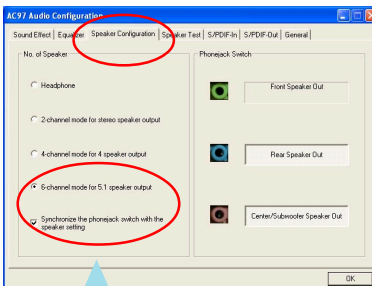 AC97 Audio Configuration
Sound Effect | Equalizer | Speaker Configuration | Speaker Test | S/PDIF-In | S/PDIF-Out | General
No. of Speaker
Headphone
2-channel mode for stereo speaker output
4-channel mode for 4 speaker output
6-channel mode for 5.1 speaker output
Synchronize the phonejack switch with the
speaker setting
Phonejack Switch
Front Speaker Out
Rear Speaker Out
Center/Subwoofer Speaker Out
OK